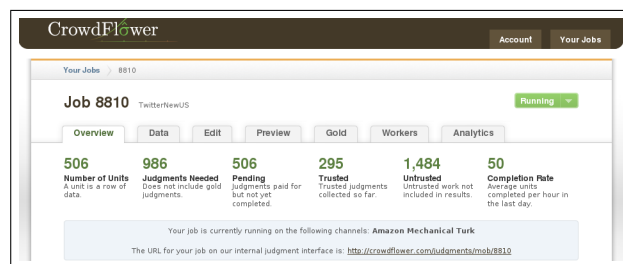 CrowdFlower
Account Your Jobs
Your Jobs 8810
Job 8810 TwitterNewUS
Running
Overview Data Edit Preview Gold Workers Analytics
506 986 506 295 1,484 50
Number of Units Judgments Needed Pending Trusted Untrusted Completion Rate
A unit is a row of Does not include gold Judgments paid for Trusted judgments Untrusted work not Average units
data. judgments. but not yet collected so far. included in results. completed per hour in
completed. the last day.
Your job is currently running on the following channels: Amazon Mechanical Turk
The URL for your job on our internal judgment interface is: http://crowdflower.com/judgments/mob/8810